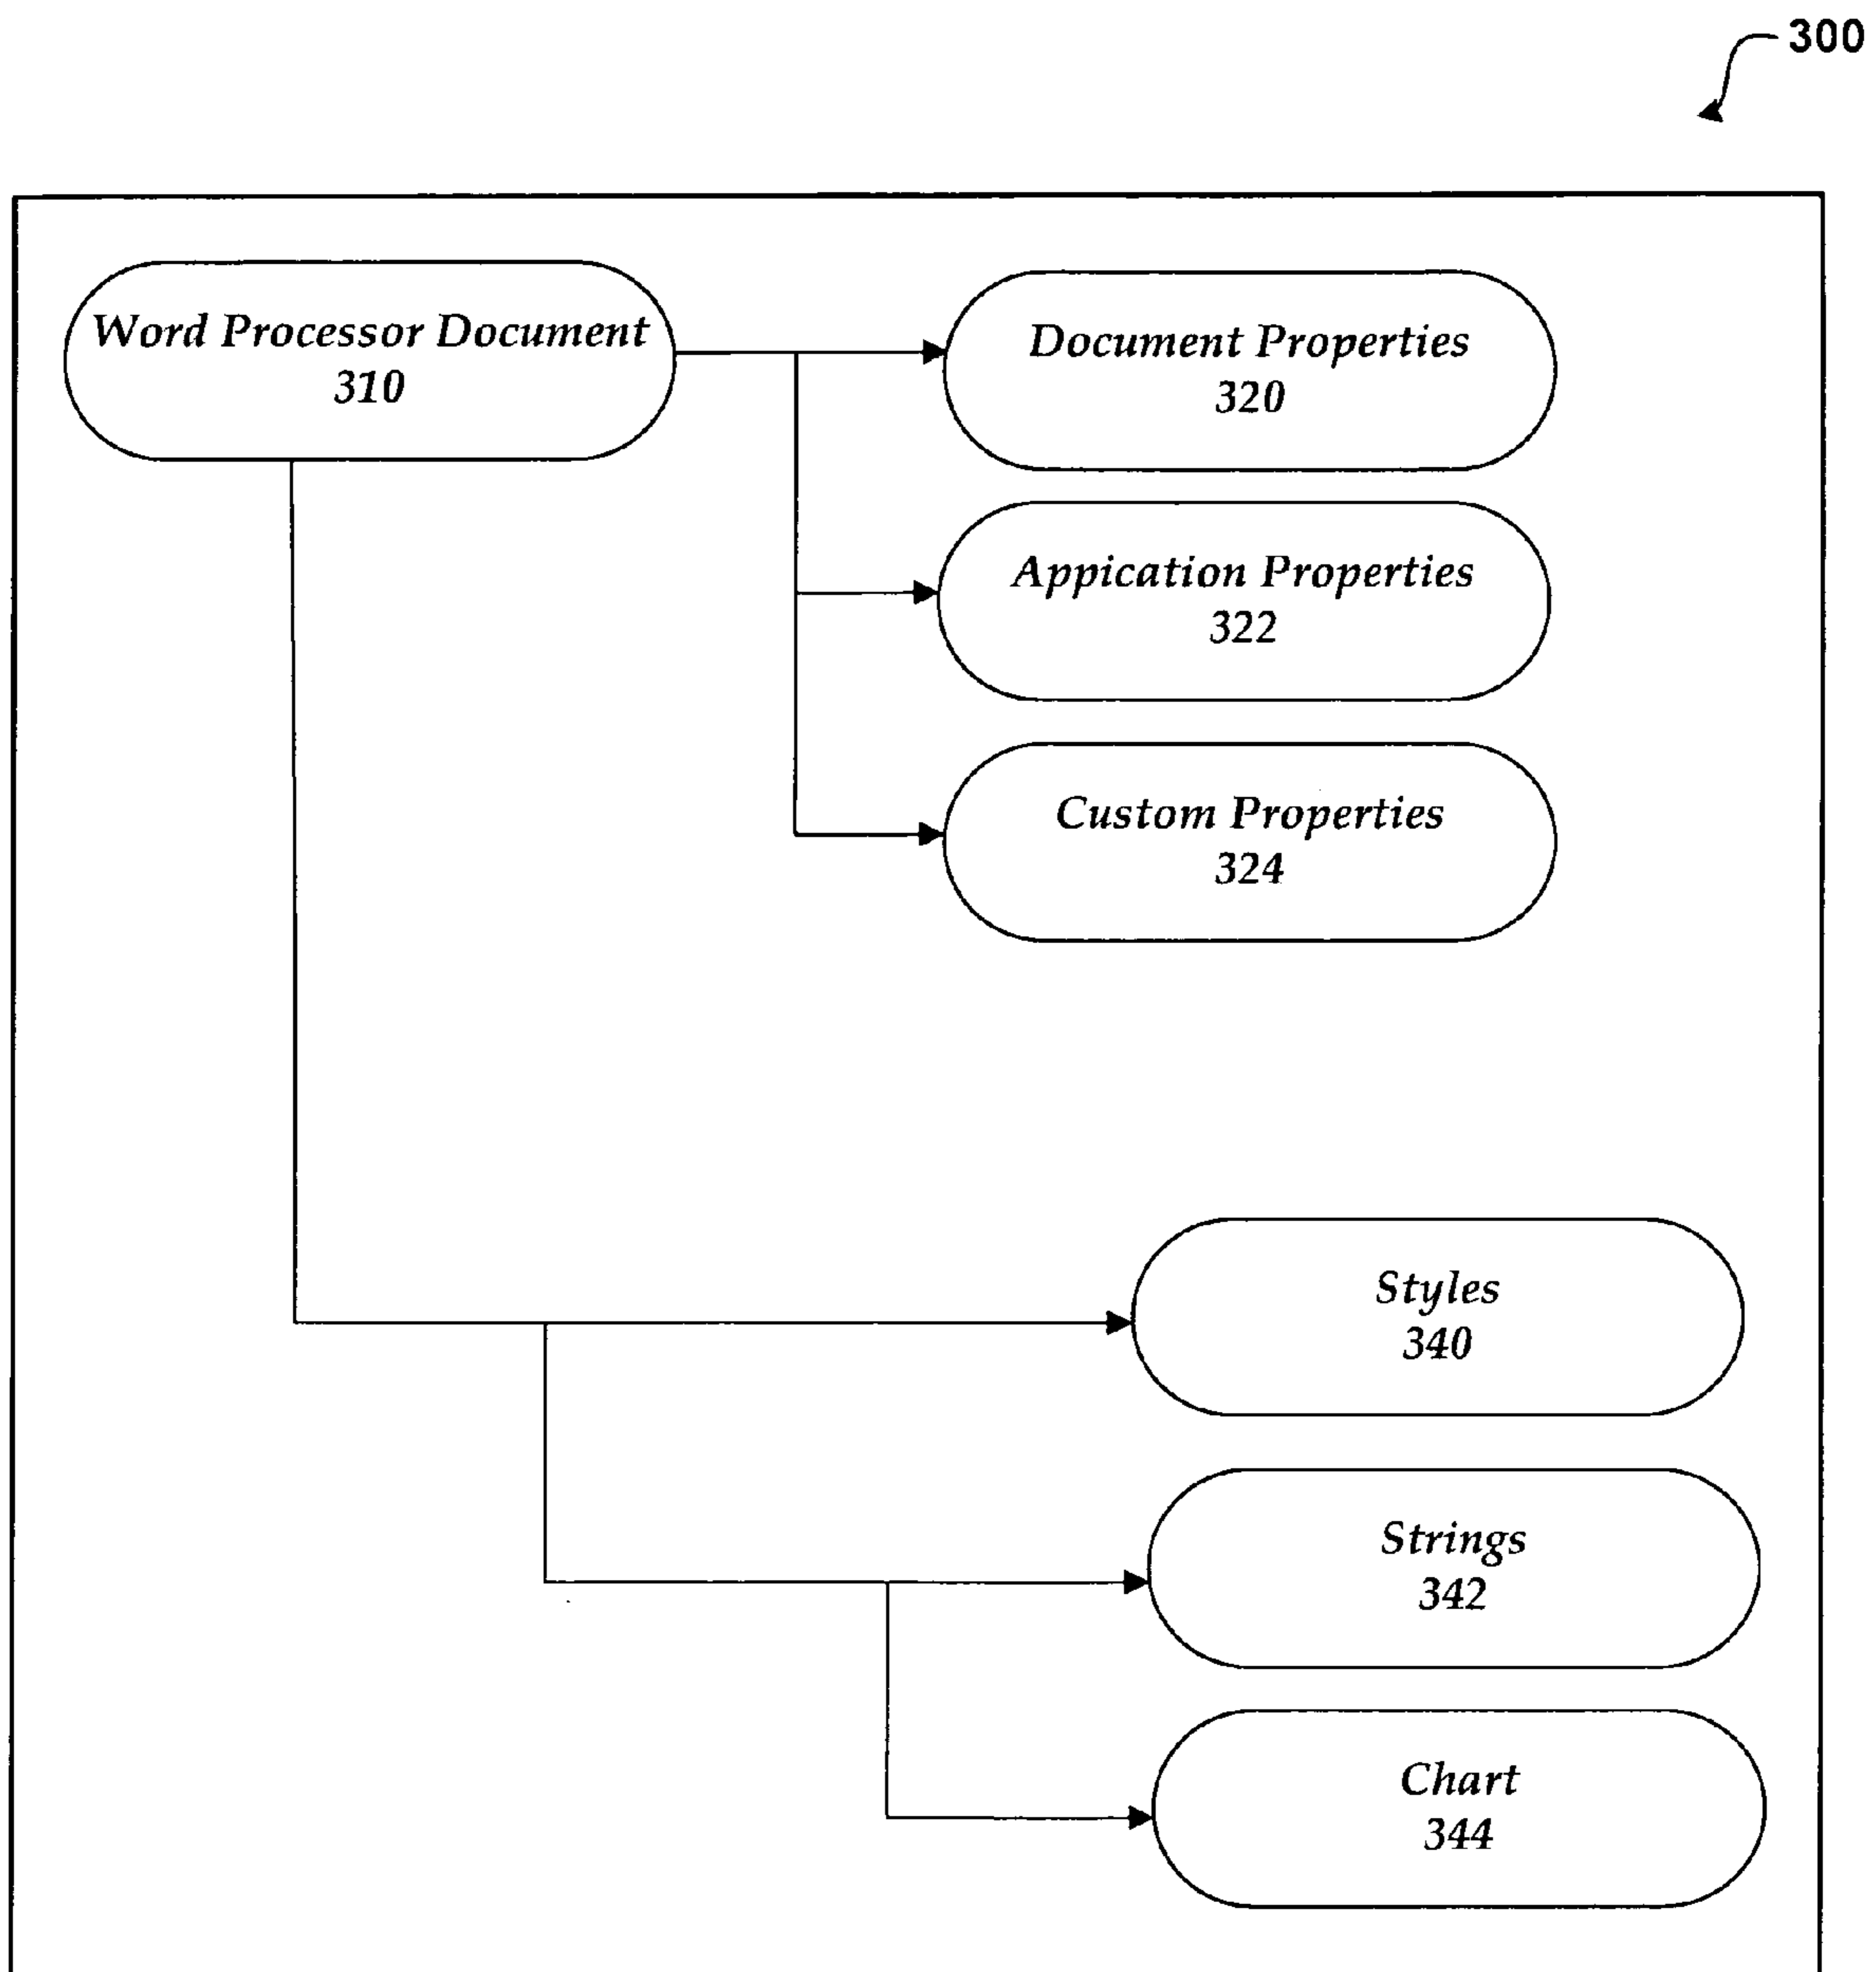 300
Word Processor Document
310
Document Properties
320
Appication Properties
322
Custom Properties
324
Styles
340
Strings
342
Chart
344